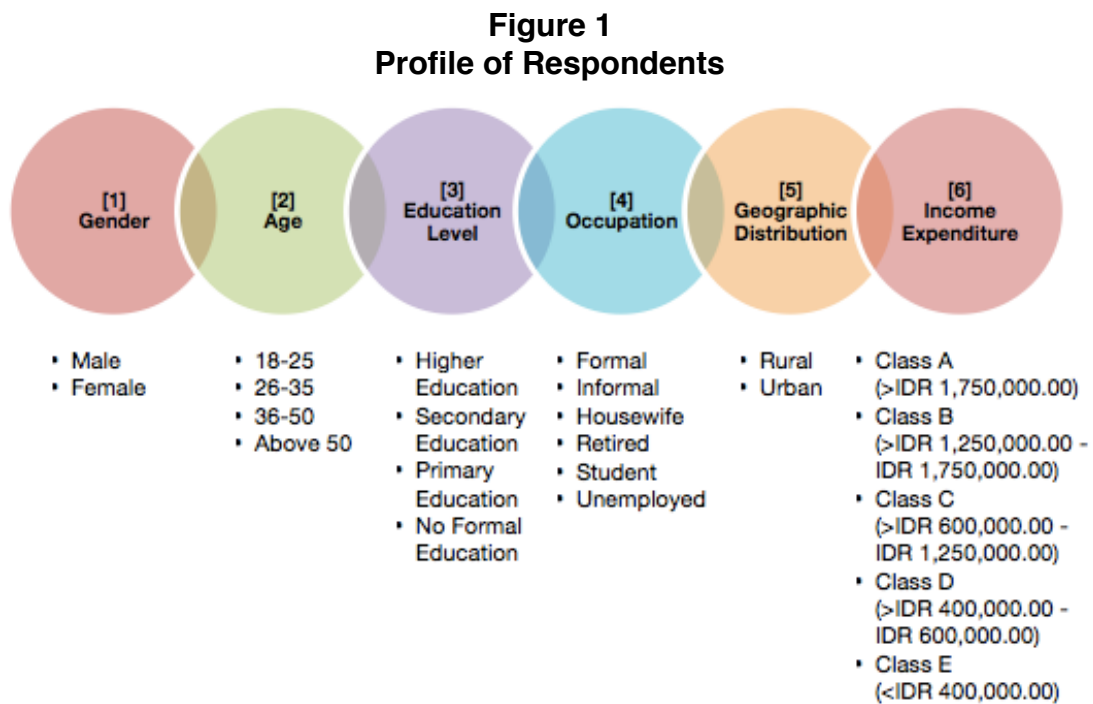 Figure 1
Profile of Respondents
[1]
Gender
[2]
Age
[3]
Education
Level
[4]
Occupation
[5]
Geographic
Distribution
[6]
Income
Expenditure
• Male
• Female
• 18-25
• 26-35
• 36-50
• Above 50
• Higher
Education
• Secondary
Education
• Primary
Education
• No Formal
Education
• Formal
• Informal
• Housewife
• Retired
• Student
• Unemployed
• Rural
• Urban
• Class A
(>IDR 1,750,000.00)
• Class B
(>IDR 1,250,000.00 -
IDR 1,750,000.00)
• Class C
(>IDR 600,000.00 -
IDR 1,250,000.00)
• Class D
(>IDR 400,000.00 -
IDR 600,000.00)
• Class E
(<IDR 400,000.00)